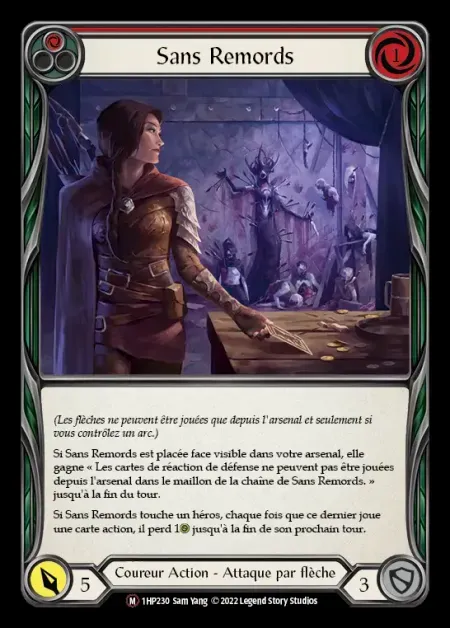 Sans Remords
1
(Les flèches ne peuvent être jouées que depuis l'arsenal et seulement si
vous contrôlez un arc.)
Si Sans Remords est placée face visible dans votre arsenal, elle
gagne « Les cartes de réaction de défense ne peuvent pas être jouées
depuis l'arsenal dans le maillon de la chaîne de Sans Remords. »
jusqu'à la fin du tour.
Si Sans Remords touche un héros, chaque fois que ce dernier joue
une carte action, il perd 1 jusqu'à la fin de son prochain tour.
5
Coureur Action - Attaque par flèche
3
M 1HP230 Sam Yang © 2022 Legend Story Studios